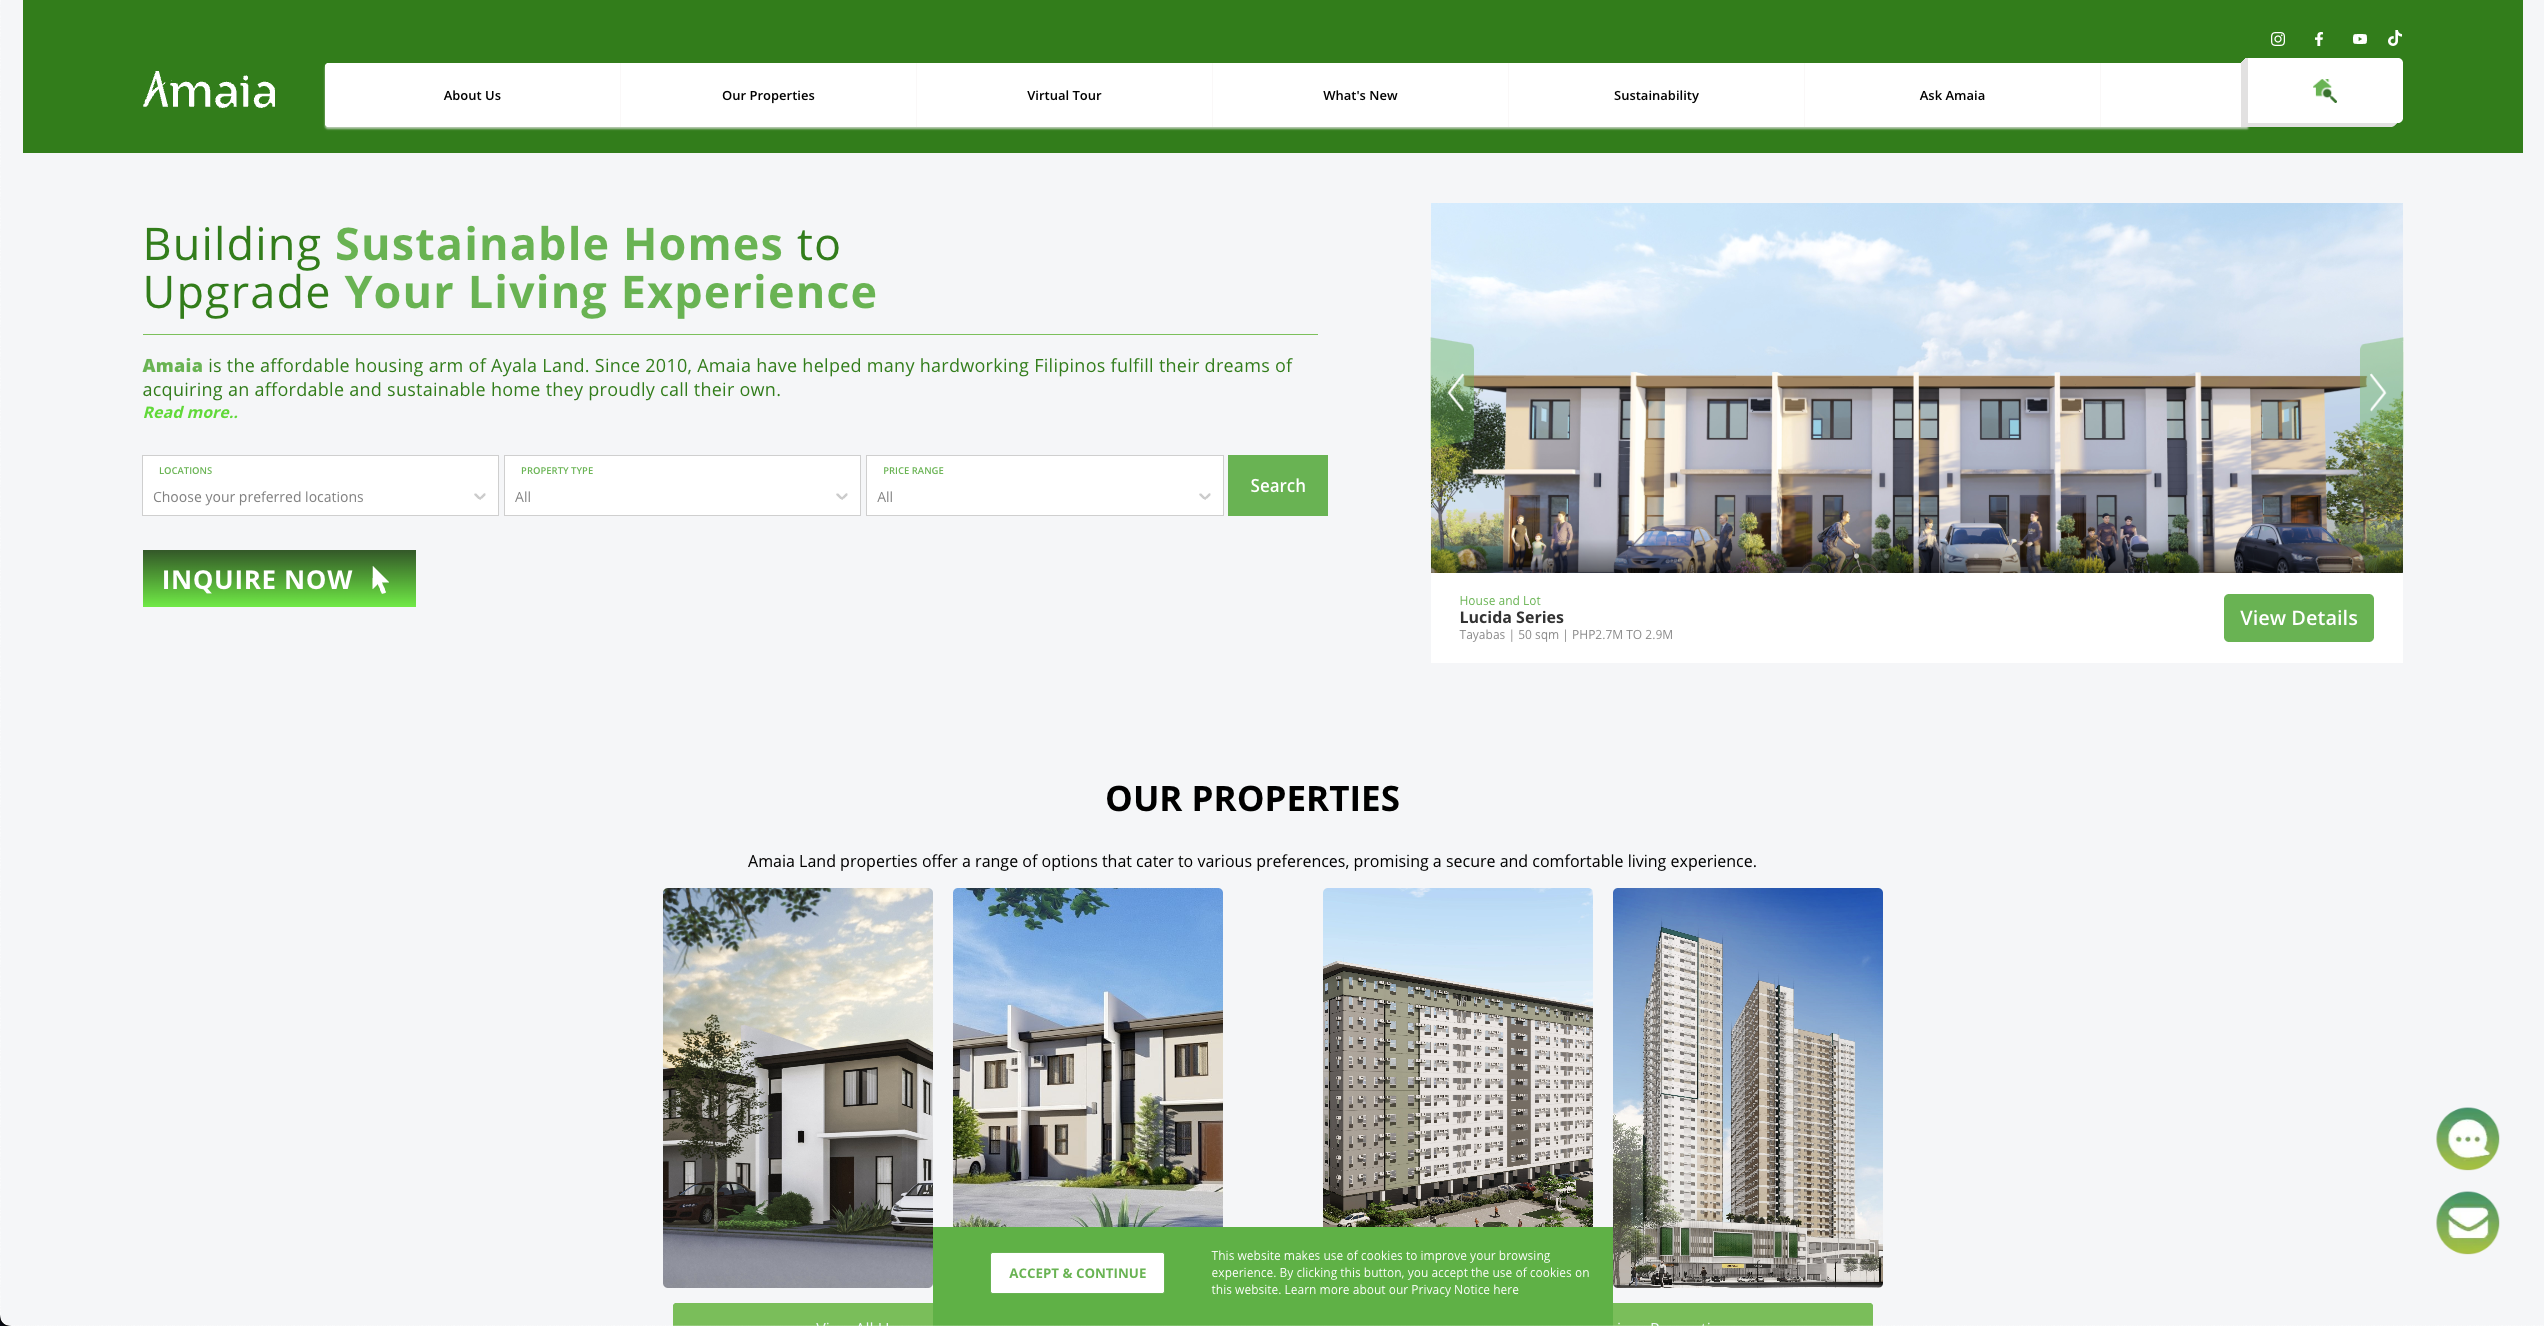 Amaia
About Us
Our Properties
Virtual Tour
What's New
Sustainability
Ask Amaia
Building Sustainable Homes to
Upgrade Your Living Experience
Amaia is the affordable housing arm of Ayala Land. Since 2010, Amaia have helped many hardworking Filipinos fulfill their dreams of
acquiring an affordable and sustainable home they proudly call their own.
Read more..
LOCATIONS
Choose your preferred locations
PROPERTY TYPE
All
PRICE RANGE
All
Search
INQUIRE NOW
House and Lot
Lucida Series
Tayabas | 50 sqm | PHP2.7M TO 2.9M
View Details
OUR PROPERTIES
Amaia Land properties offer a range of options that cater to various preferences, promising a secure and comfortable living experience.
ACCEPT & CONTINUE
This website makes use of cookies to improve your browsing
experience. By clicking this button, you accept the use of cookies on
this website. Learn more about our Privacy Notice here